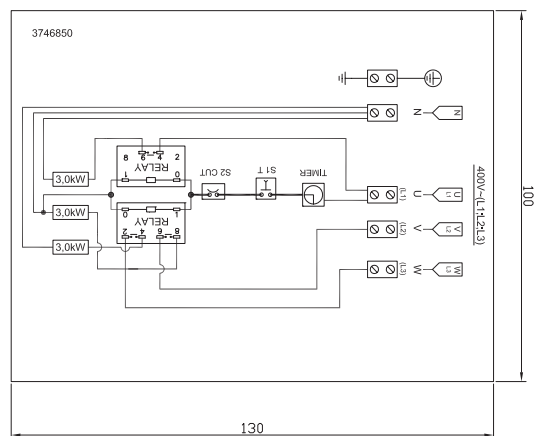 3746850
N
N
8 6 4 2
RELAY
1 0
3,0kW
S2 CUT
S1 T
TIMER
(L1)
U
L1
U
400V~(L1;L2;L3)
100
3,0kW
0 1
RELAY
2 4 6 8
(L2)
V
L2
V
3,0kW
(L3)
W
L3
W
130